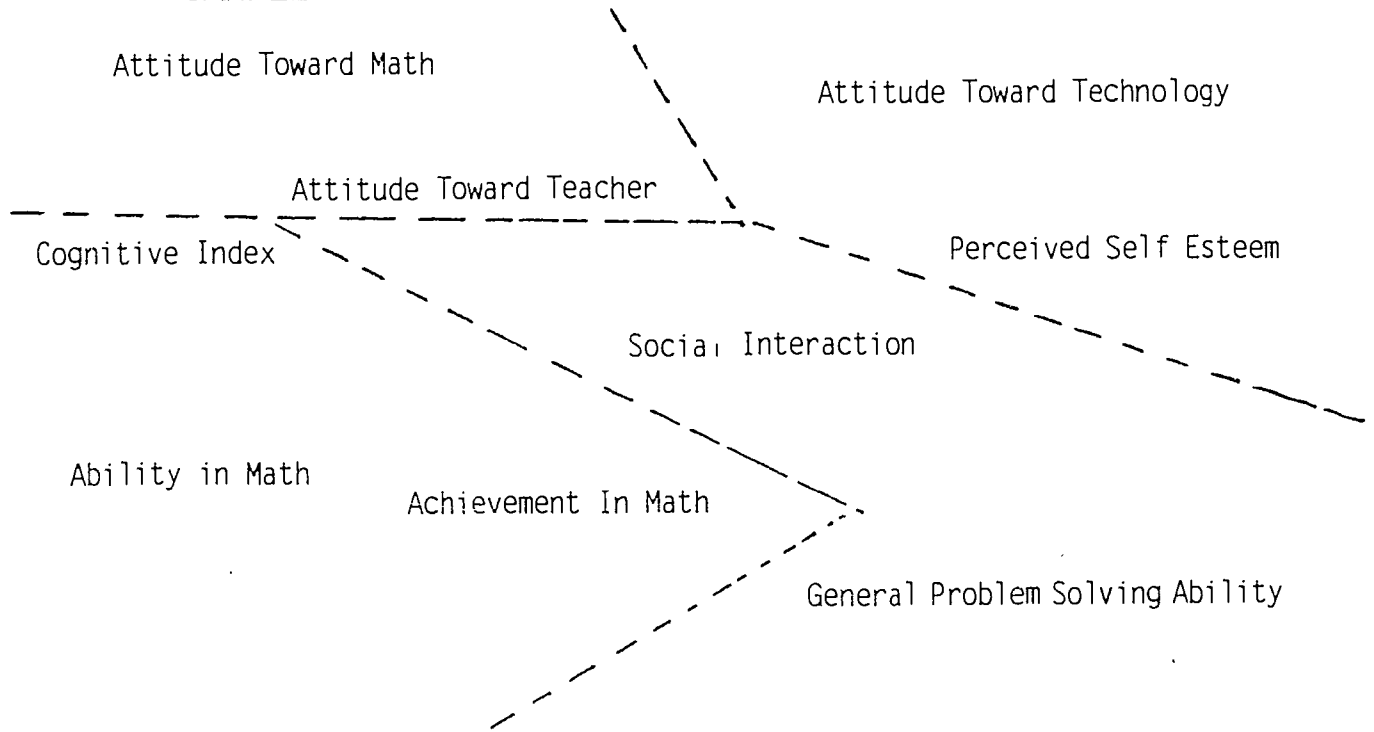 Attitude Toward Math
Attitude Toward Technology
Attitude Toward Teacher
Cognitive Index
Perceived Self Esteem
Social Interaction
Ability in Math
Achievement In Math
General Problem Solving Ability